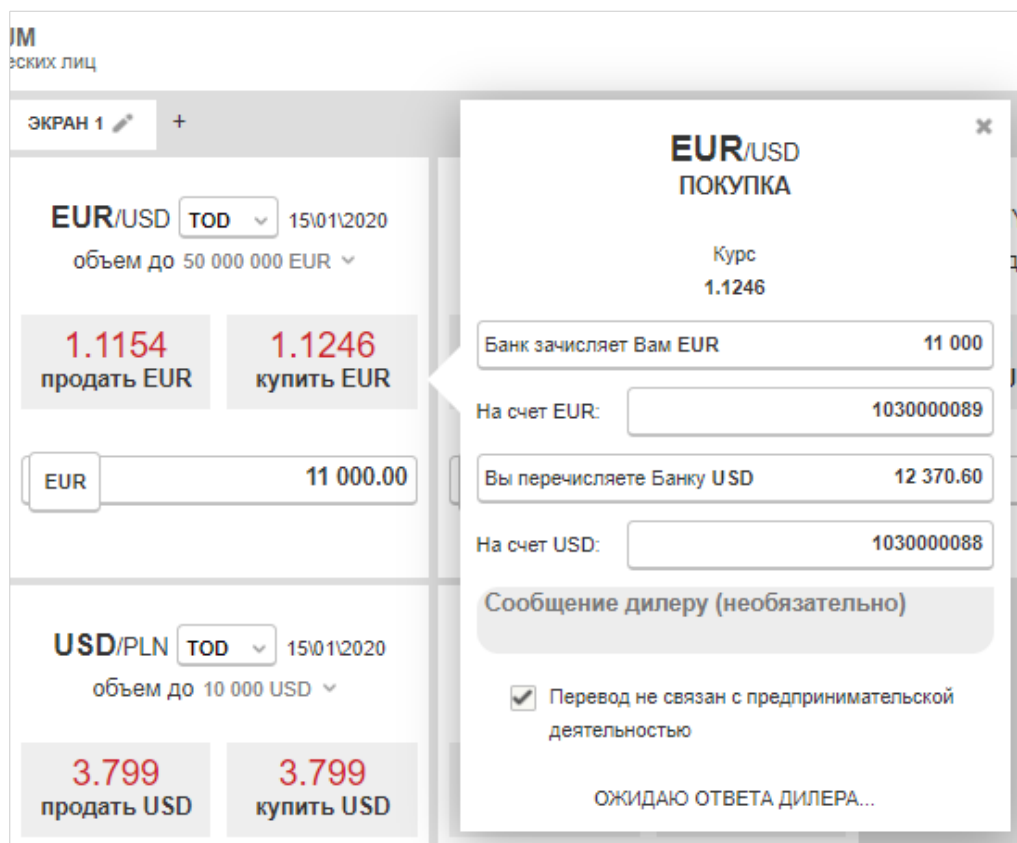 UM
еских лиц
ЭКРАН 1
+
EUR/USD TOD 15\01\2020
объем до 50 000 000 EUR
1.1154
продать EUR
1.1246
купить EUR
EUR 11 000.00
USD/PLN TOD 15\01\2020
объем до 10 000 USD
3.799
продать USD
3.799
купить USD
EUR/USD
ПОКУПКА
Курс
1.1246
Банк зачисляет Вам EUR 11 000
На счет EUR: 1030000089
Вы перечисляете Банку USD 12 370.60
На счет USD: 1030000088
Сообщение дилеру (необязательно)
Перевод не связан с предпринимательской
деятельностью
ОЖИДАЮ ОТВЕТА ДИЛЕРА...